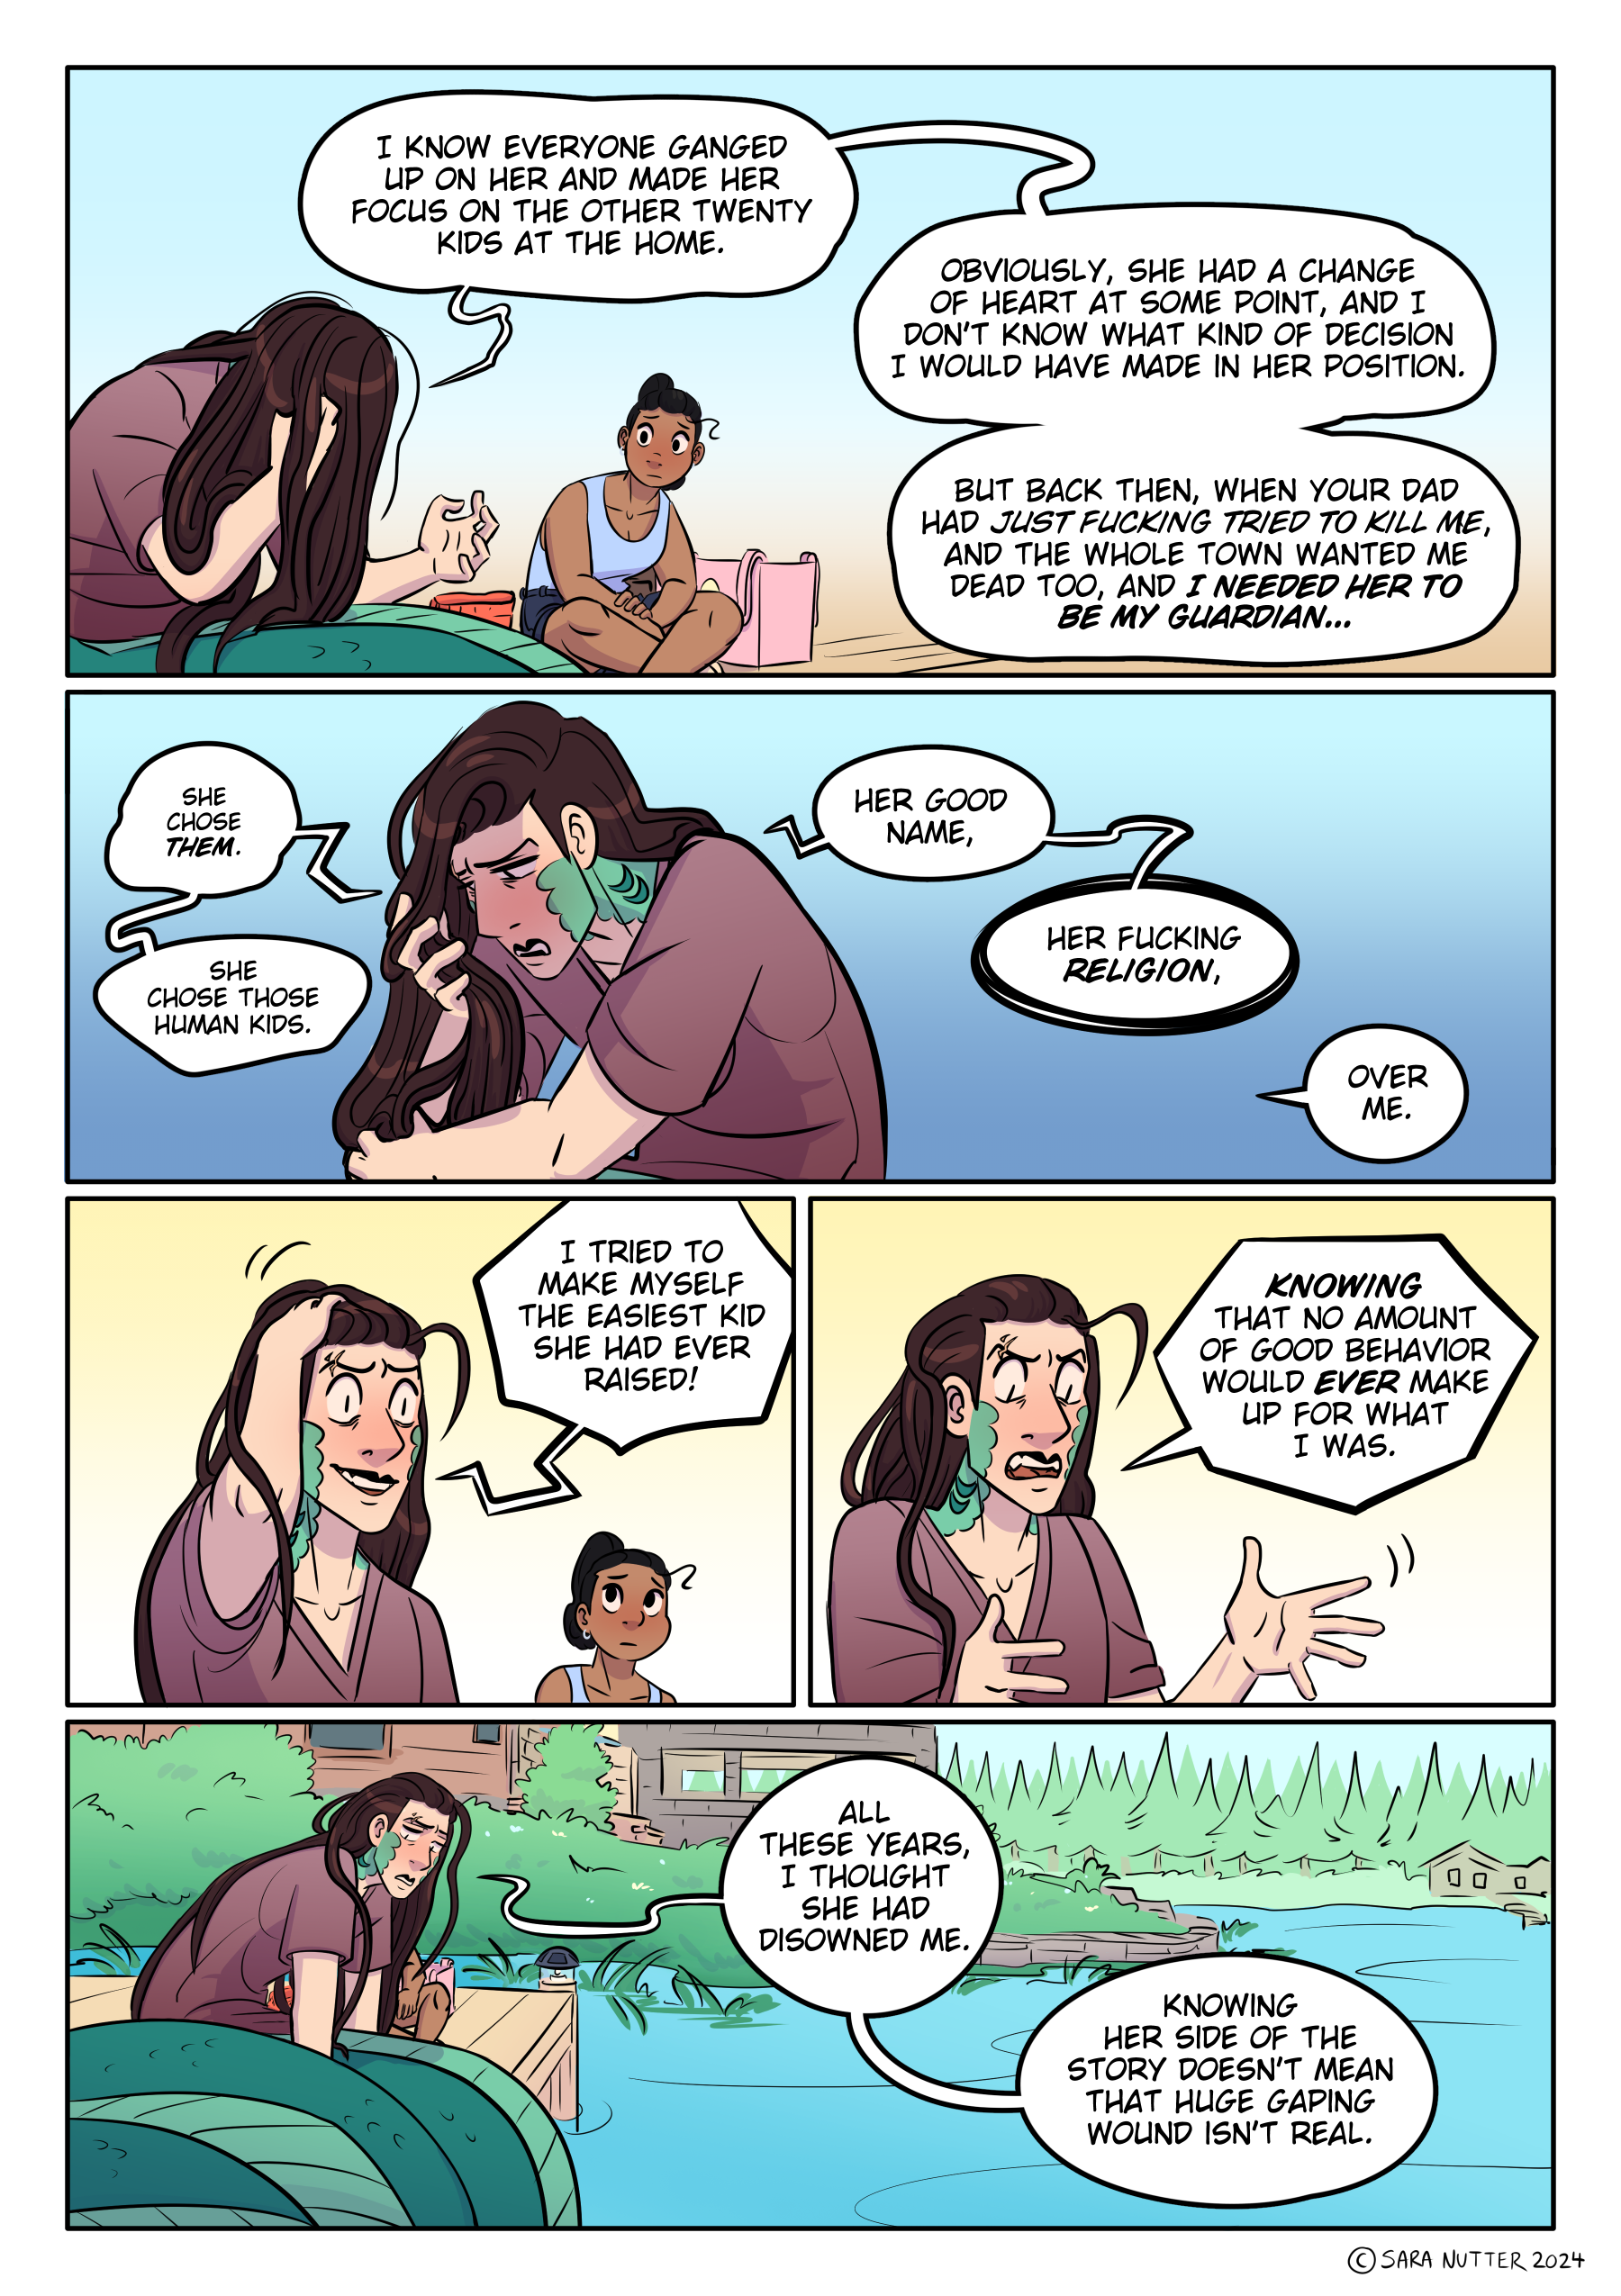 I KNOW EVERYONE GANGED
UP ON HER AND MADE HER
FOCUS ON THE OTHER TWENTY
KIDS AT THE HOME.
OBVIOUSLY, SHE HAD A CHANGE
OF HEART AT SOME POINT, AND I
DON'T KNOW WHAT KIND OF DECISION
I WOULD HAVE MADE IN HER POSITION.
BUT BACK THEN, WHEN YOUR DAD
HAD JUST FUCKING TRIED TO KILL ME,
AND THE WHOLE TOWN WANTED ME
DEAD TOO, AND I NEEDED HER TO
BE MY GUARDIAN...
SHE
CHOSE
THEM.
SHE
CHOSE THOSE
HUMAN KIDS.
HER GOOD
NAME,
HER FUCKING
RELIGION,
OVER
ME.
I TRIED TO
MAKE MYSELF
THE EASIEST KID
SHE HAD EVER
RAISED!
KNOWING
THAT NO AMOUNT
OF GOOD BEHAVIOR
WOULD EVER MAKE
UP FOR WHAT
I WAS.
ALL
THESE YEARS,
I THOUGHT
SHE HAD
DISOWNED ME.
KNOWING
HER SIDE OF THE
STORY DOESN'T MEAN
THAT HUGE GAPING
WOUND ISN'T REAL.
© SARA NUTTER 2024